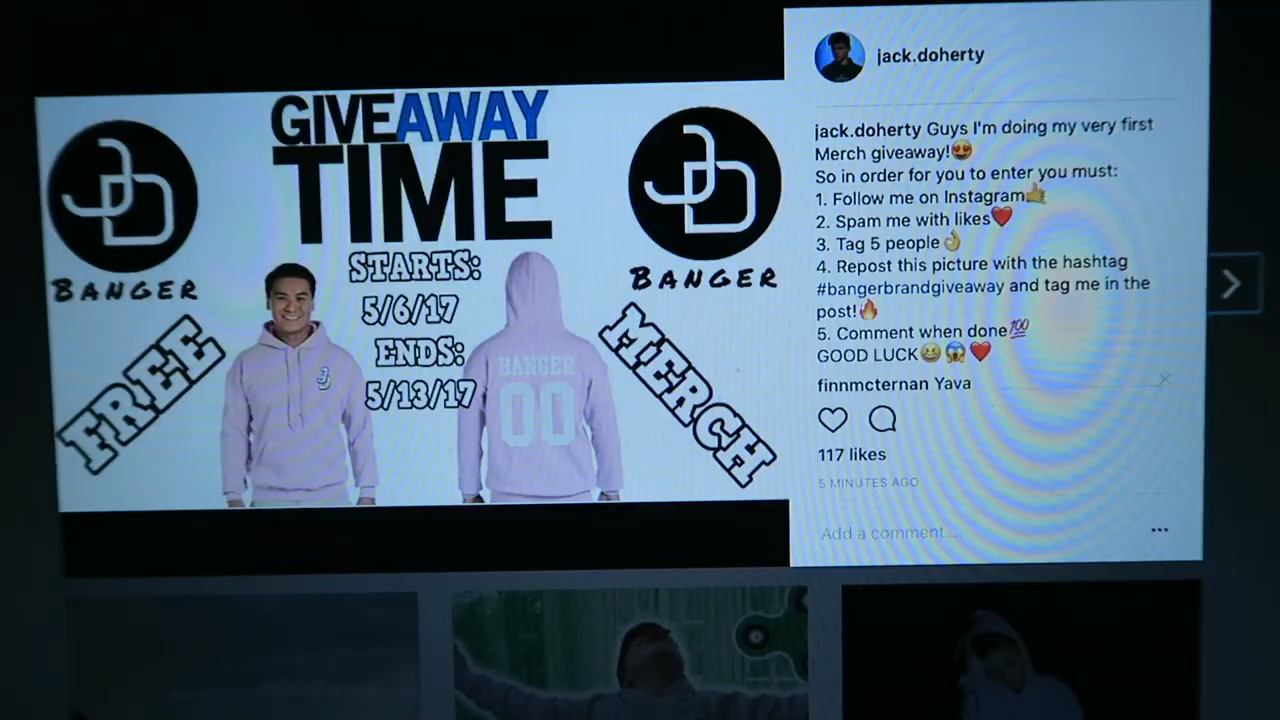 GIVEAWAY
TIME
JD
BANGER
JD
BANGER
STARTS:
5/6/17
ENDS:
5/13/17
FREE
MERCH
BANGER
00
jack.doherty
jack.doherty Guys I'm doing my very first
Merch giveaway!😍
So in order for you to enter you must:
1. Follow me on Instagram🤙
2. Spam me with likes❤️
3. Tag 5 people👌
4. Repost this picture with the hashtag
#bangerbrandgiveaway and tag me in the
post!🔥
5. Comment when done💯
GOOD LUCK😆😱❤️
finnmcternan Yava
117 likes
5 MINUTES AGO
Add a comment....